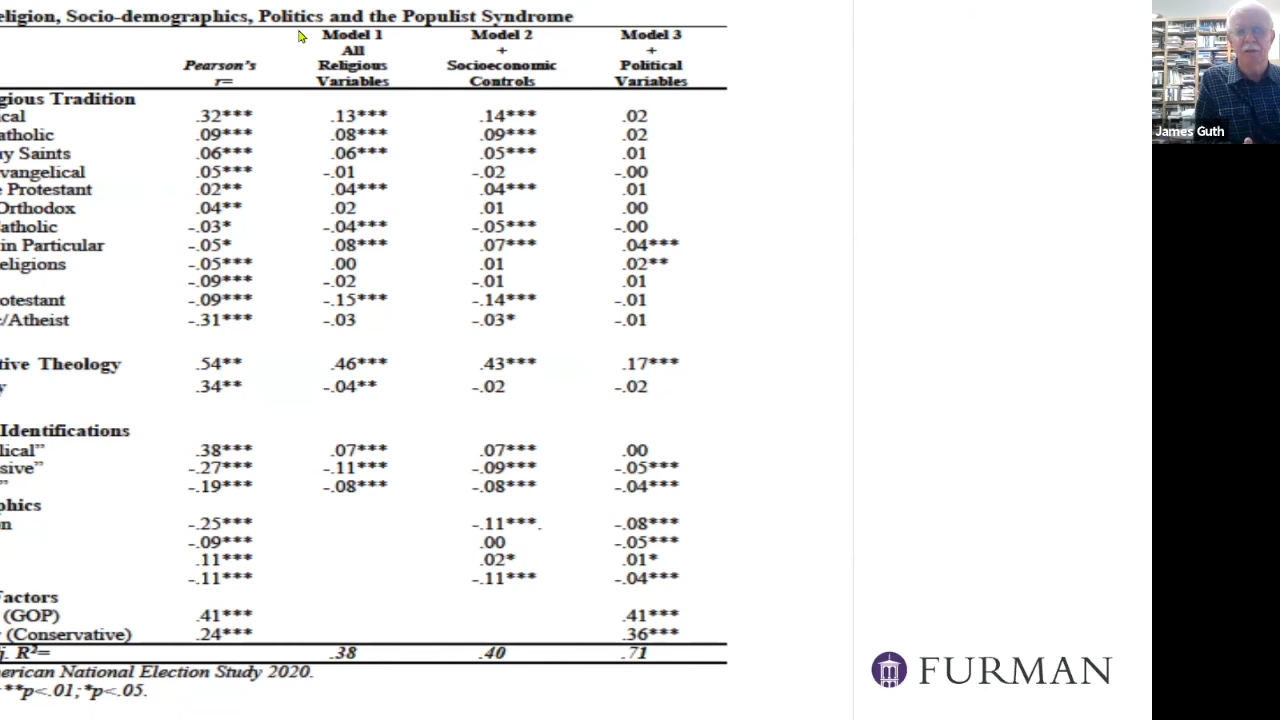 eligion, Socio-demographics, Politics and the Populist Syndrome
Pearson's r= Model 1 All Religious Variables Model 2 + Socioeconomic Controls Model 3 + Political Variables
gious Tradition
ical .32*** .13*** .14*** .02
atholic .09*** .08*** .09*** .02
ay Saints .06*** .06*** .05*** .01
vangelical .05*** -.01 -.02 -.00
e Protestant .02** .04*** .04*** .01
Orthodox .04** .02 .01 .00
Catholic -.03* -.04*** -.05*** -.00
in Particular -.05* .08*** .07*** .04***
eligions -.05*** .00 .01 .02**
-.09*** -.02 -.01 .01
otestant -.09*** -.15*** -.14*** -.01
c/Atheist -.31*** -.03 -.03* -.01
tive Theology .54** .46*** .43*** .17***
y .34** -.04** -.02 -.02
Identifications
lical” .38*** .07*** .07*** .00
sive” -.27*** -.11*** -.09*** -.05***
” -.19*** -.08*** -.08*** -.04***
phics
on -.25*** -.11***. -.08***
-.09*** .00 -.05***
.11*** .02* .01*
-.11*** -.11*** -.04***
Factors
(GOP) .41*** .41***
(Conservative) .24*** .36***
j. R²= .38 .40 .71
merican National Election Study 2020.
;**p<.01;*p<.05.
James Guth
FURMAN